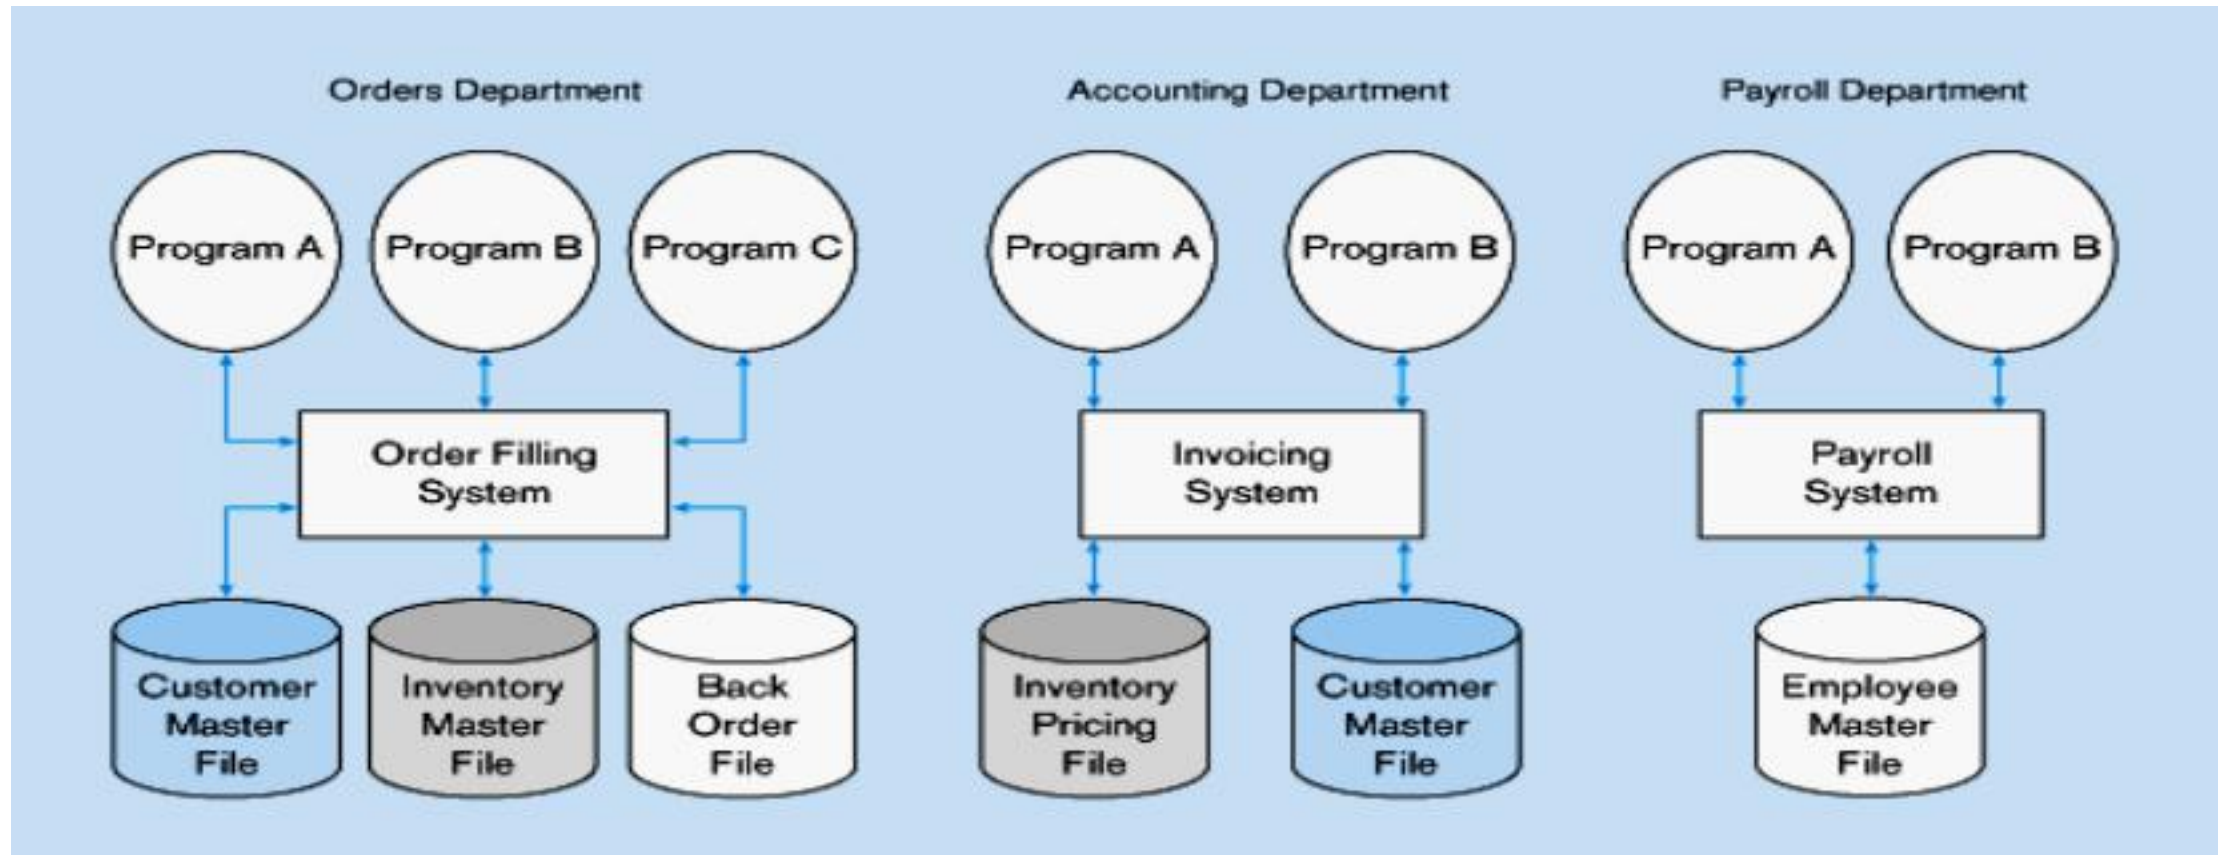 Orders Department
Accounting Department
Payroll Department
Program A
Program B
Program C
Program A
Program B
Program A
Program B
Order Filling
System
Invoicing
System
Payroll
System
Customer
Master
File
Inventory
Master
File
Back
Order
File
Inventory
Pricing
File
Customer
Master
File
Employee
Master
File